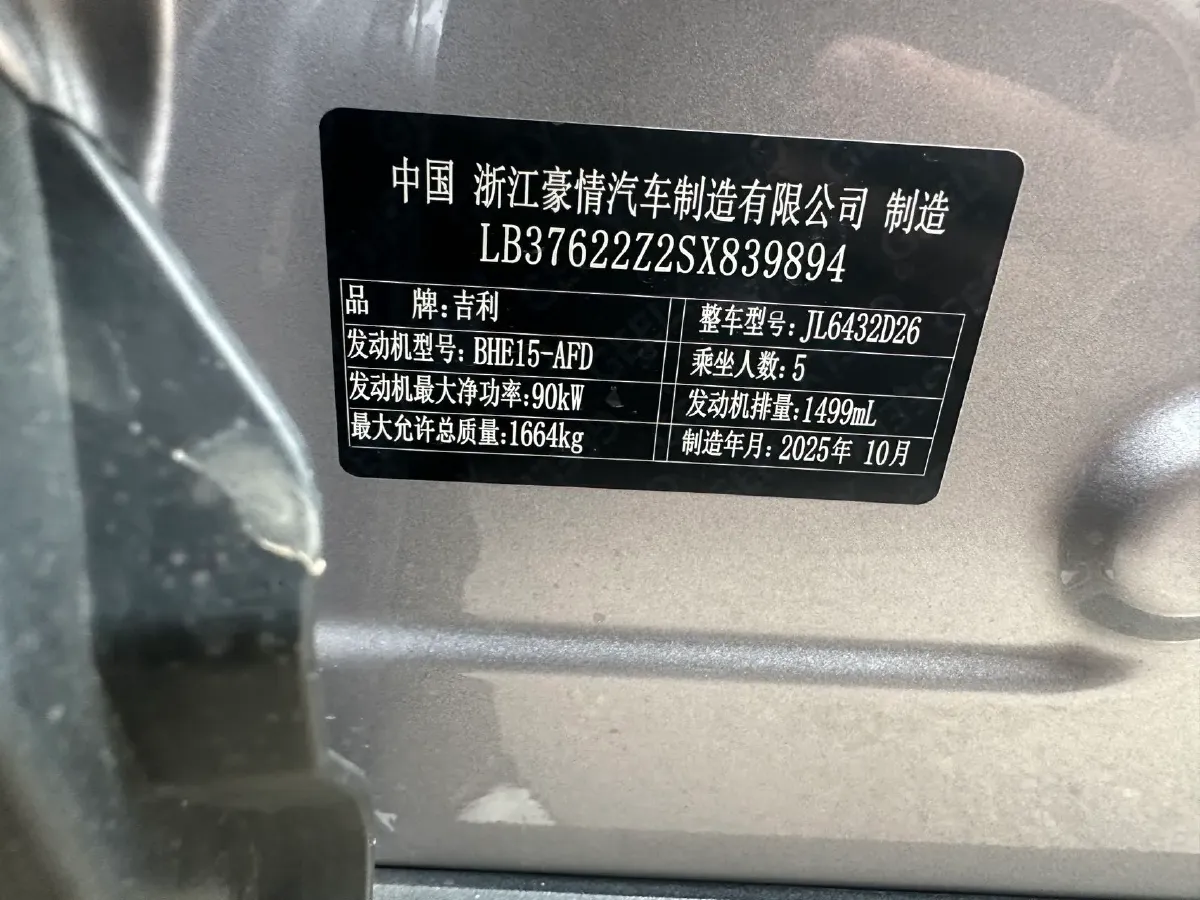 中国 浙江豪情汽车制造有限公司 制造
LB37622Z2SX839894
品 牌:吉利 整车型号:JL6432D26
发动机型号:BHE15-AFD 乘坐人数:5
发动机最大净功率:90kW 发动机排量:1499mL
最大允许总质量:1664kg 制造年月:2025年 10月